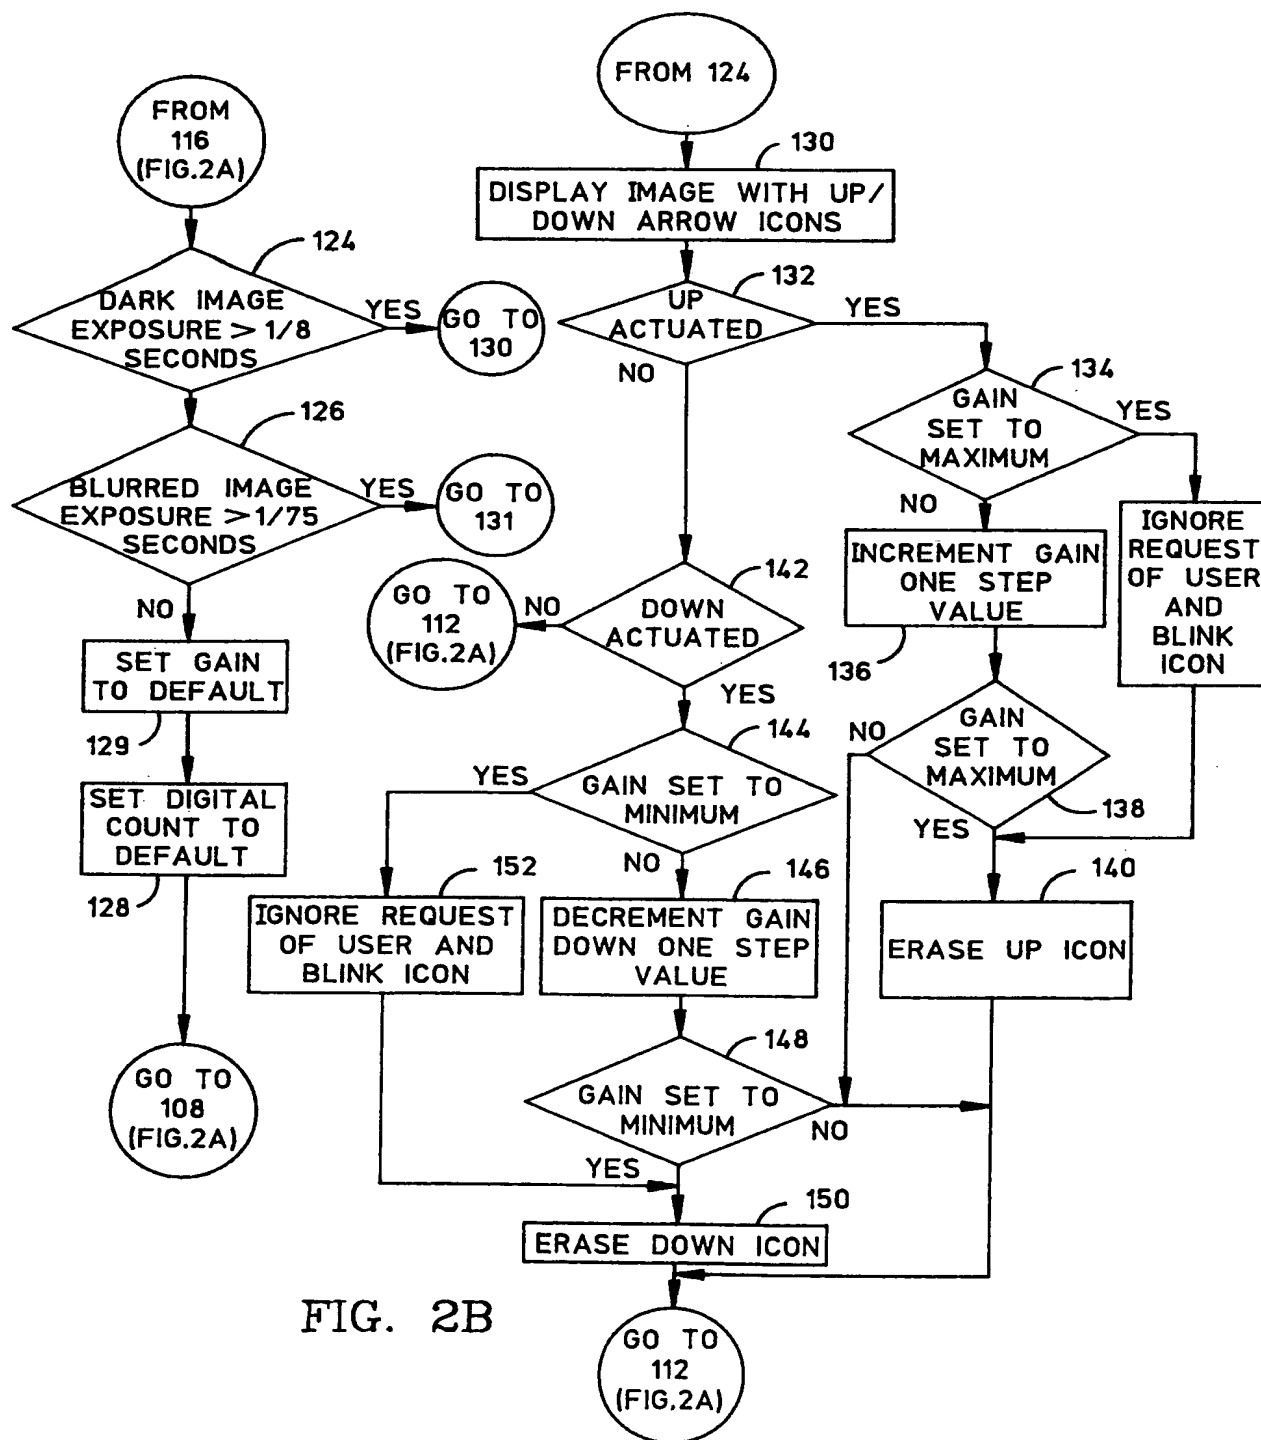 FROM
116
(FIG.2A)
124
DARK IMAGE
EXPOSURE > 1/8
SECONDS
YES
GO TO
130
126
BLURRED IMAGE
EXPOSURE > 1/75
SECONDS
YES
GO TO
131
NO
SET GAIN
TO DEFAULT
129
SET DIGITAL
COUNT TO
DEFAULT
128
GO TO
108
(FIG.2A)
FROM 124
130
DISPLAY IMAGE WITH UP/
DOWN ARROW ICONS
132
UP
ACTUATED
YES
NO
134
GAIN
SET TO
MAXIMUM
YES
NO
IGNORE
REQUEST
OF USER
AND
BLINK
ICON
INCREMENT GAIN
ONE STEP
VALUE
136
GAIN
SET TO
MAXIMUM
NO
138
YES
140
ERASE UP ICON
142
DOWN
ACTUATED
NO
GO TO
112
(FIG.2A)
YES
144
GAIN SET TO
MINIMUM
YES
NO
152
IGNORE REQUEST
OF USER AND
BLINK ICON
146
DECREMENT GAIN
DOWN ONE STEP
VALUE
148
GAIN SET TO
MINIMUM
NO
YES
150
ERASE DOWN ICON
GO TO
112
(FIG.2A)
FIG. 2B